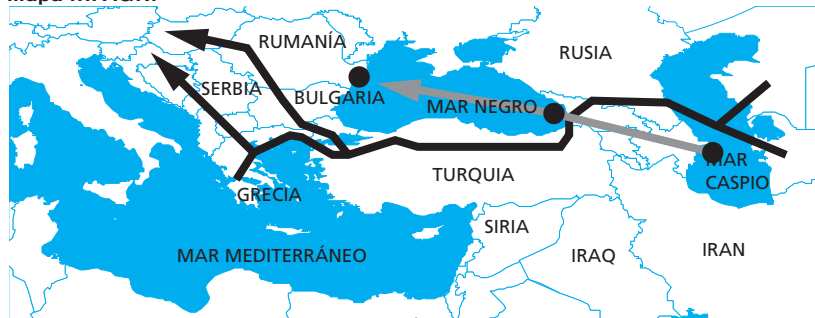 RUMANÍA
RUSIA
SERBIA
BULGARIA
MAR NEGRO
MAR
CASPIO
TURQUIA
GRECIA
SIRIA
MAR MEDITERRÁNEO
IRAQ
IRAN